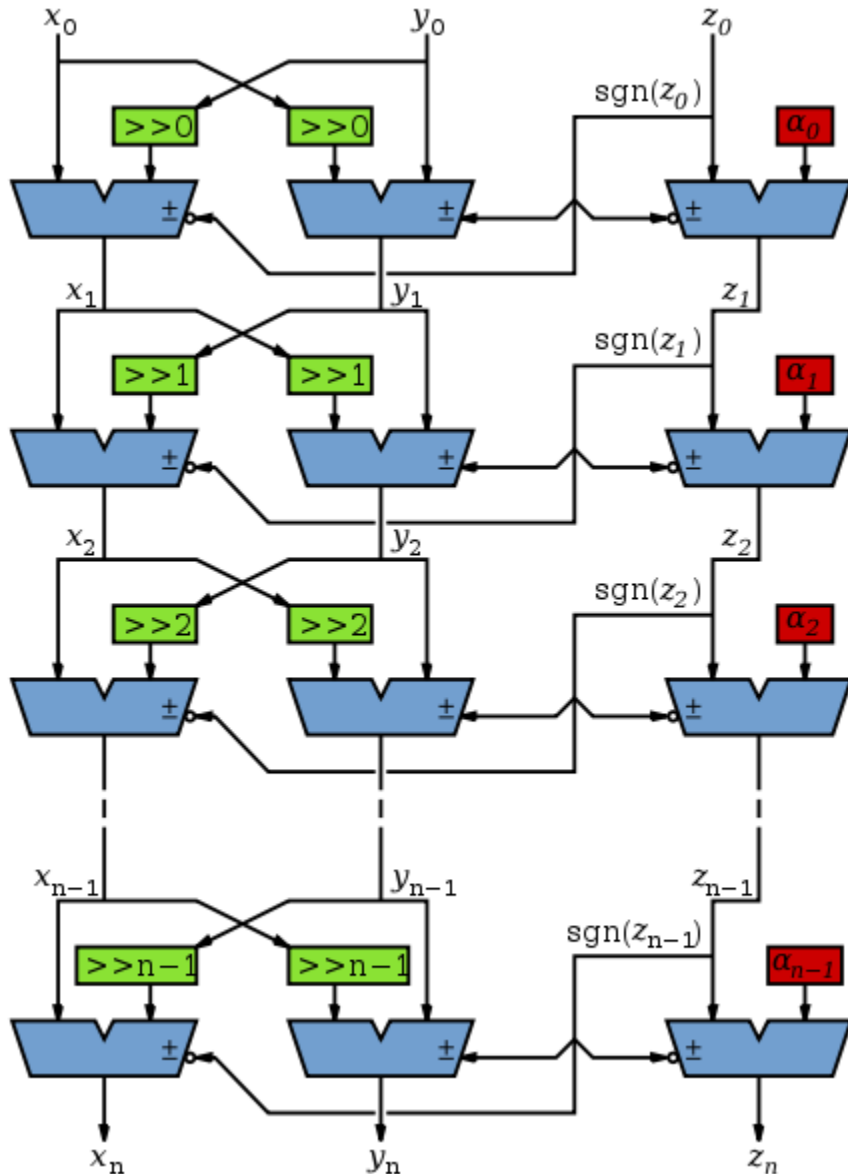 x0 y0 z0
sgn(z0)
>>0 >>0 α0
± ± ±
x1 y1 z1
sgn(z1)
>>1 >>1 α1
± ± ±
x2 y2 z2
sgn(z2)
>>2 >>2 α2
± ± ±
xn−1 yn−1 zn−1
sgn(zn−1)
>>n−1 >>n−1 αn−1
± ± ±
xn yn zn